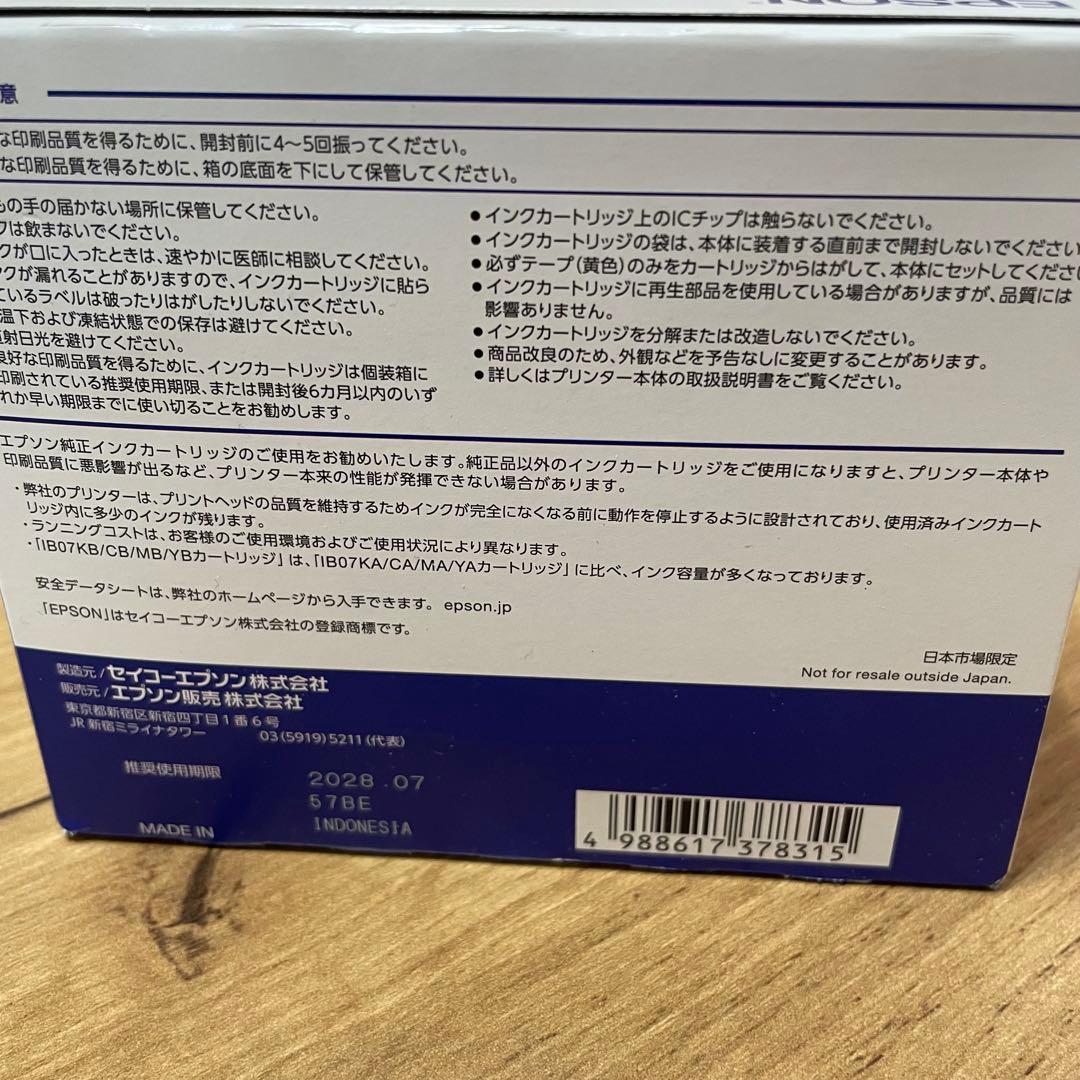 EPSON
意
な印刷品質を得るために、開封前に4〜5回振ってください。
な印刷品質を得るために、箱の底面を下にして保管してください。
もの手の届かない場所に保管してください。
クは飲まないでください。
クが口に入ったときは、速やかに医師に相談してください。
クが漏れることがありますので、インクカートリッジに貼ら
ているラベルは破ったりはがしたりしないでください。
温下および凍結状態での保存は避けてください。
射日光を避けてください。
良好な印刷品質を得るために、インクカートリッジは個装箱に
印刷されている推奨使用期限、または開封後6カ月以内のいず
れか早い期限までに使い切ることをお勧めします。
●インクカートリッジ上のICチップは触らないでください。
●インクカートリッジの袋は、本体に装着する直前まで開封しないでください
●必ずテープ(黄色)のみをカートリッジからはがして、本体にセットしてくださ
●インクカートリッジに再生部品を使用している場合がありますが、品質には
影響ありません。
●インクカートリッジを分解または改造しないでください。
●商品改良のため、外観などを予告なしに変更することがあります。
●詳しくはプリンター本体の取扱説明書をご覧ください。
エプソン純正インクカートリッジのご使用をお勧めいたします。純正品以外のインクカートリッジをご使用になりますと、プリンター本体や
印刷品質に悪影響が出るなど、プリンター本来の性能が発揮できない場合があります。
・弊社のプリンターは、プリントヘッドの品質を維持するためインクが完全になくなる前に動作を停止するように設計されており、使用済みインクカート
リッジ内に多少のインクが残ります。
・ランニングコストは、お客様のご使用環境およびご使用状況により異なります。
・「IB07KB/CB/MB/YBカートリッジ」は、「IB07KA/CA/MA/YAカートリッジ」に比べ、インク容量が多くなっております。
安全データシートは、弊社のホームページから入手できます。 epson.jp
「EPSON」はセイコーエプソン株式会社の登録商標です。
日本市場限定
Not for resale outside Japan.
製造元/セイコーエプソン株式会社
販売元/エプソン販売株式会社
東京都新宿区新宿四丁目1番6号
JR新宿ミライナタワー 03(5919)5211(代表)
推奨使用期限 2028.07
57BE
MADE IN INDONESIA
4 988617 378315